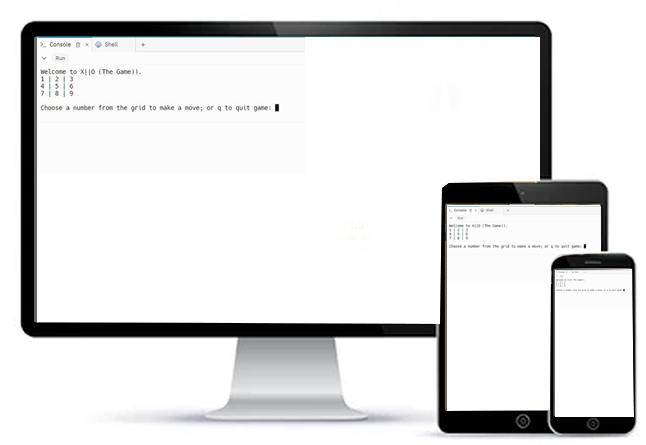 Console Shell +
Run
Welcome to X||O (The Game)).
1 | 2 | 3
4 | 5 | 6
7 | 8 | 9
Choose a number from the grid to make a move; or q to quit game:
Console Shell +
Run
Welcome to X||O (The Game)).
1 | 2 | 3
4 | 5 | 6
7 | 8 | 9
Choose a number from the grid to make a move; or q to quit game: